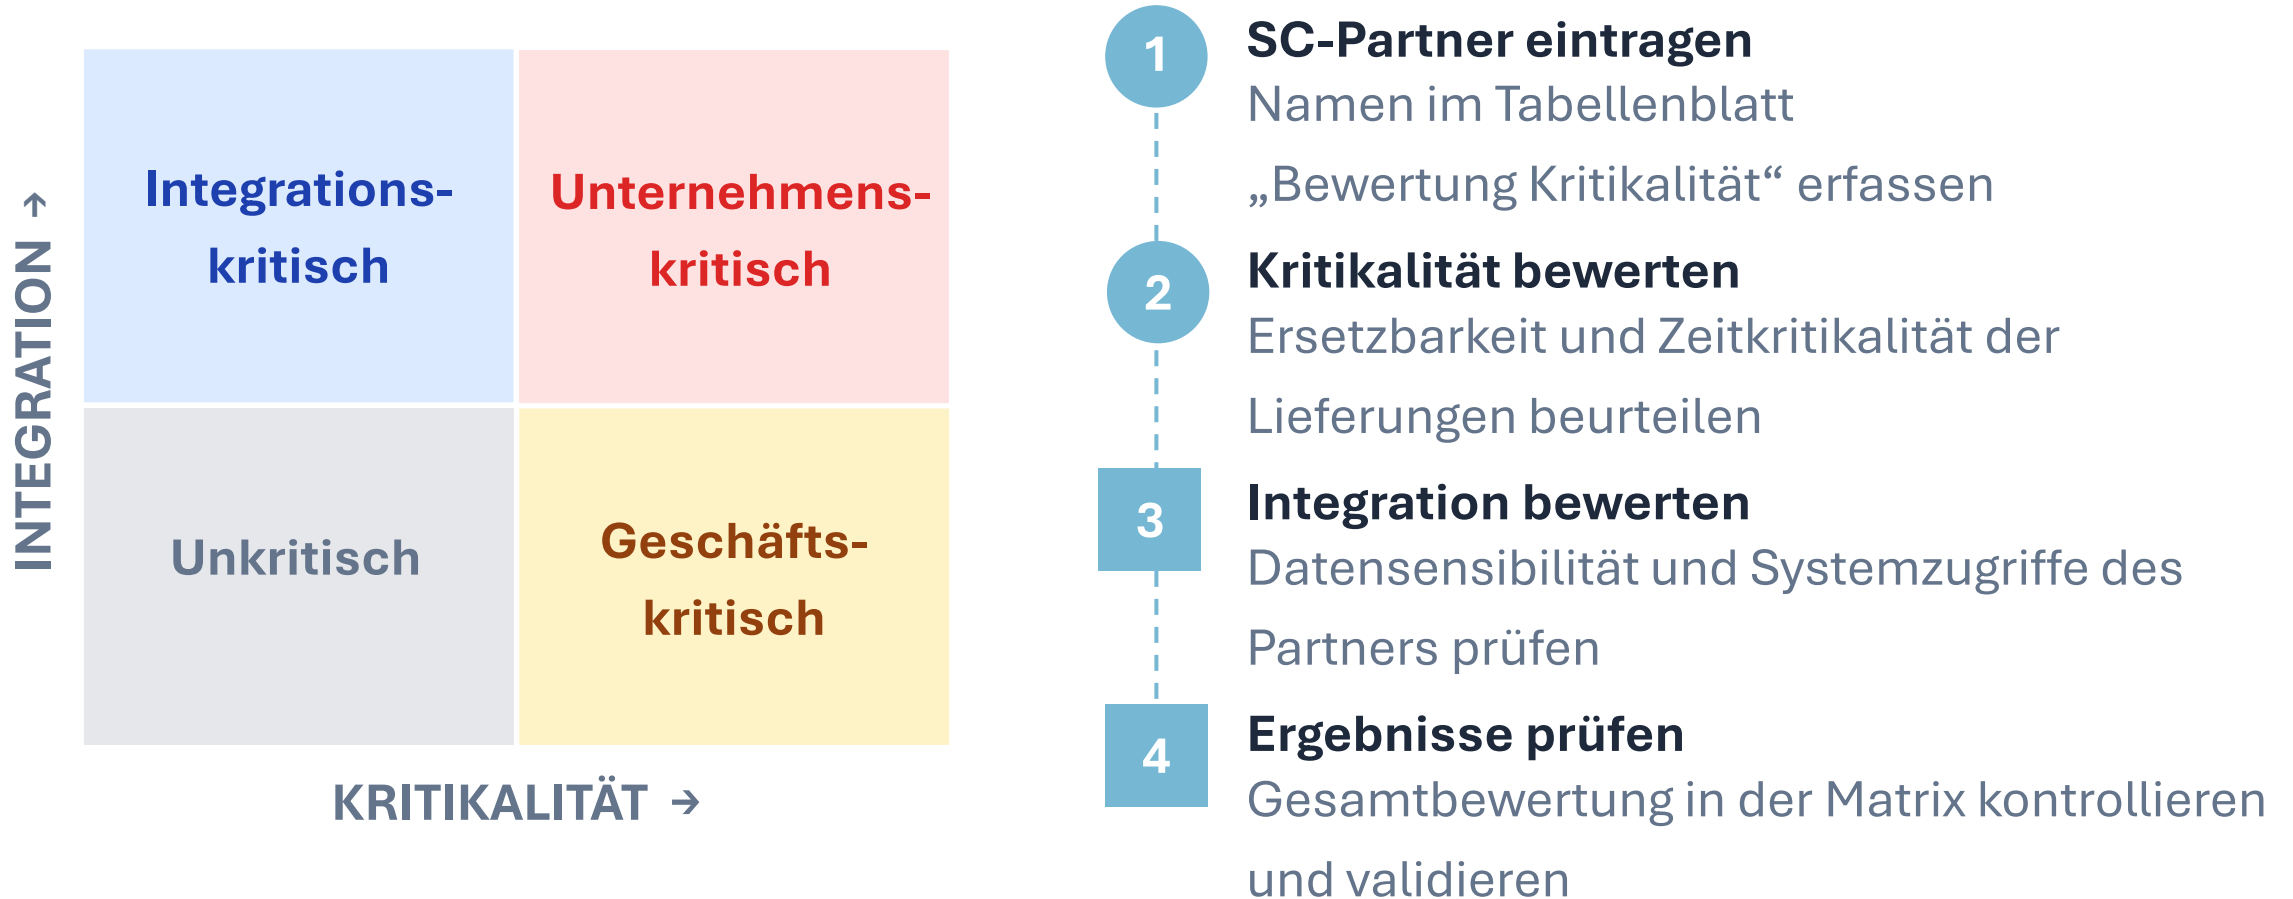 INTEGRATION →
Integrations-
kritisch
Unternehmens-
kritisch
Unkritisch
Geschäfts-
kritisch
KRITIKALITÄT →
1
SC-Partner eintragen
Namen im Tabellenblatt
„Bewertung Kritikalität“ erfassen
2
Kritikalität bewerten
Ersetzbarkeit und Zeitkritikalität der
Lieferungen beurteilen
3
Integration bewerten
Datensensibilität und Systemzugriffe des
Partners prüfen
4
Ergebnisse prüfen
Gesamtbewertung in der Matrix kontrollieren
und validieren